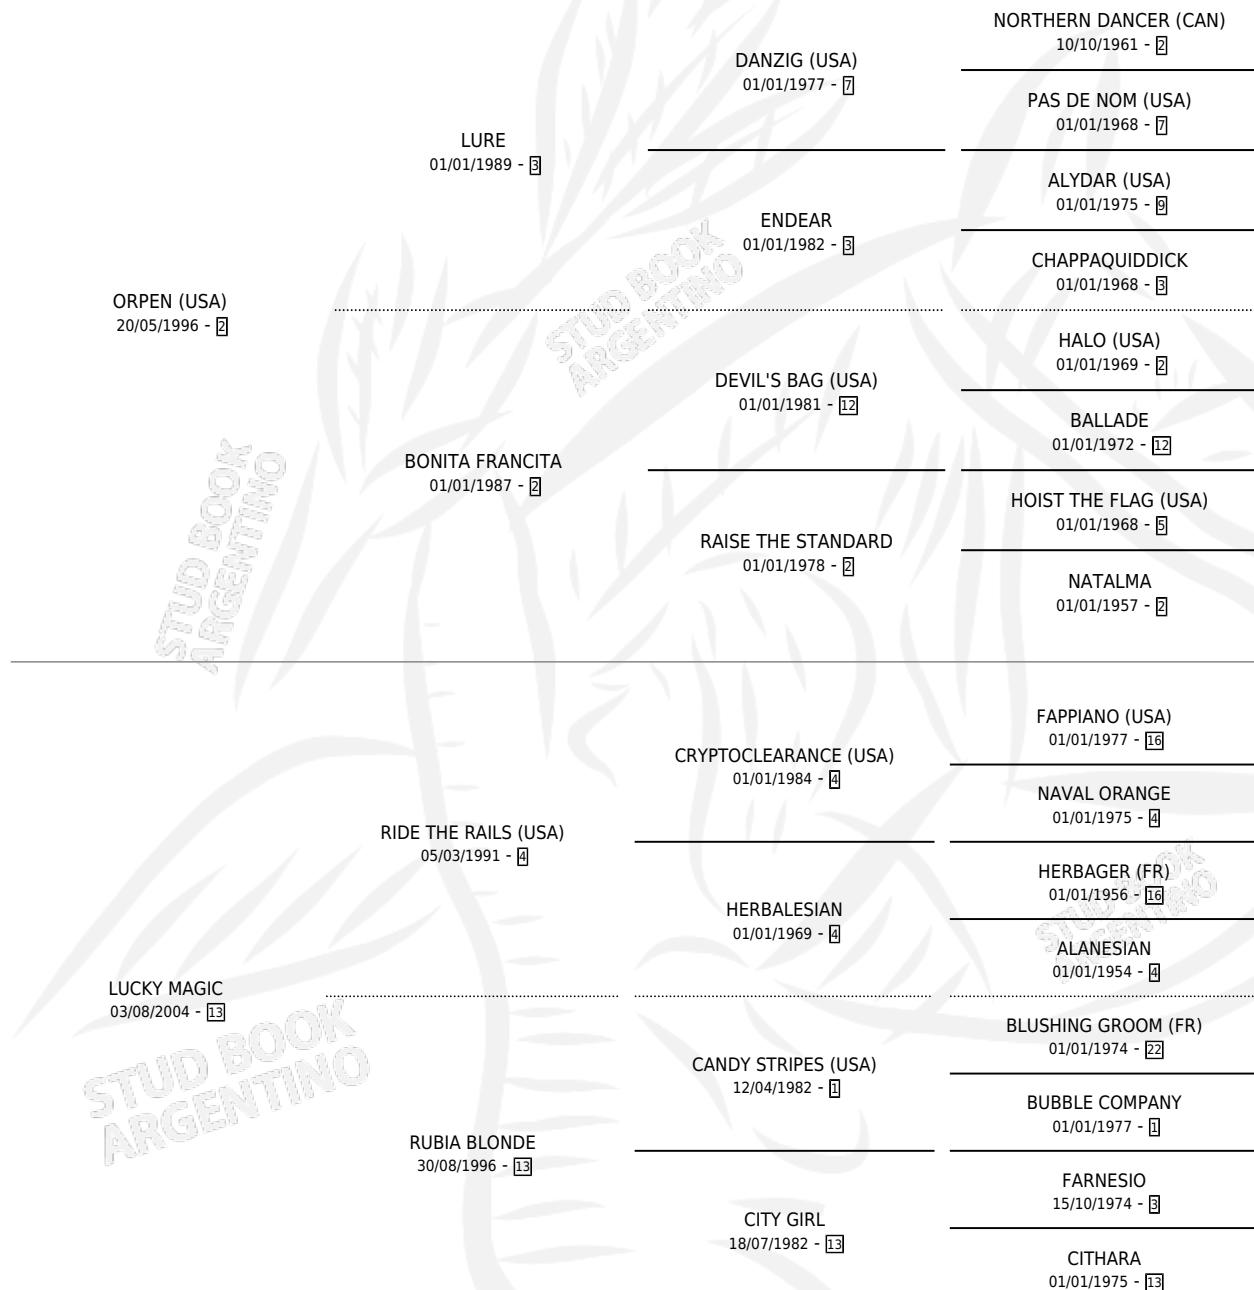 NORTHERN DANCER (CAN)
10/10/1961 - 2
DANZIG (USA)
01/01/1977 - 7
PAS DE NOM (USA)
01/01/1968 - 7
LURE
01/01/1989 - 3
ALYDAR (USA)
01/01/1975 - 9
ENDEAR
01/01/1982 - 3
CHAPPAQUIDDICK
01/01/1968 - 3
ORPEN (USA)
20/05/1996 - 2
HALO (USA)
01/01/1969 - 2
DEVIL'S BAG (USA)
01/01/1981 - 12
BALLADE
01/01/1972 - 12
BONITA FRANCITA
01/01/1987 - 2
HOIST THE FLAG (USA)
01/01/1968 - 5
RAISE THE STANDARD
01/01/1978 - 2
NATALMA
01/01/1957 - 2
FAPPIANO (USA)
01/01/1977 - 16
CRYPTOCLEARANCE (USA)
01/01/1984 - 4
NAVAL ORANGE
01/01/1975 - 4
RIDE THE RAILS (USA)
05/03/1991 - 4
HERBAGER (FR)
01/01/1956 - 16
HERBALESIAN
01/01/1969 - 4
ALANESIAN
01/01/1954 - 4
LUCKY MAGIC
03/08/2004 - 13
BLUSHING GROOM (FR)
01/01/1974 - 22
CANDY STRIPES (USA)
12/04/1982 - 1
BUBBLE COMPANY
01/01/1977 - 1
RUBIA BLONDE
30/08/1996 - 13
FARNESIO
15/10/1974 - 3
CITY GIRL
18/07/1982 - 13
CITHARA
01/01/1975 - 13
STUD BOOK
ARGENTINO
STUD BOOK
ARGENTINO
STUD BOOK
ARGENTINO
STUD BOOK
ARGENTINO